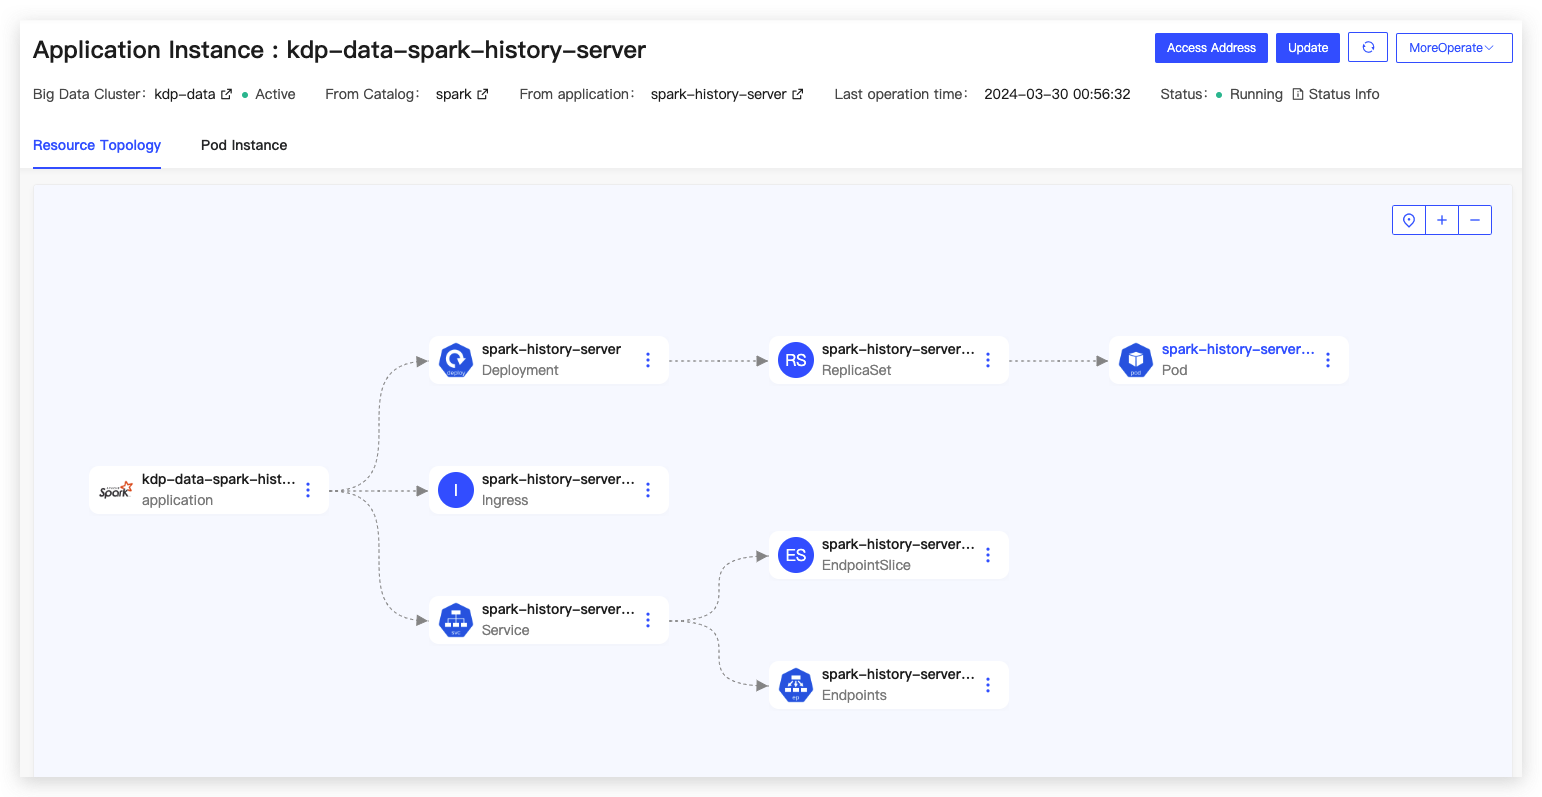 Application Instance : kdp-data-spark-history-server
Access Address
Update
MoreOperate
Big Data Cluster: kdp-data Active From Catalog: spark From application: spark-history-server Last operation time: 2024-03-30 00:56:32 Status: Running Status Info
Resource Topology
Pod Instance
deploy
spark-history-server
Deployment
RS
spark-history-server...
ReplicaSet
pod
spark-history-server...
Pod
Spark
kdp-data-spark-hist...
application
I
spark-history-server...
Ingress
ES
spark-history-server...
EndpointSlice
svc
spark-history-server...
Service
ep
spark-history-server...
Endpoints